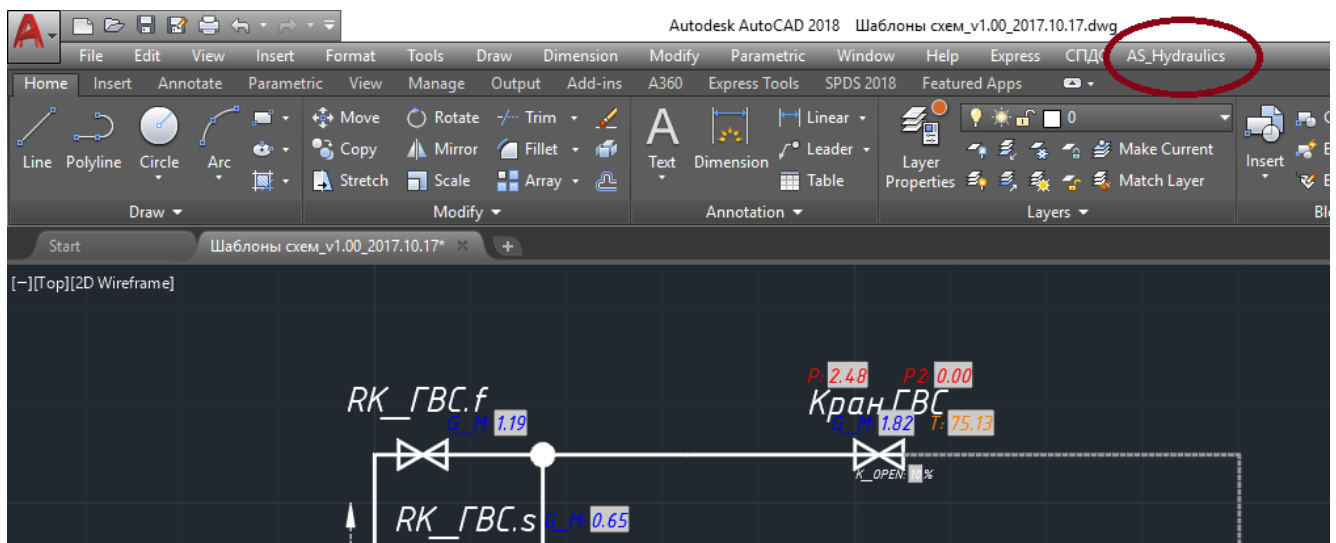 Autodesk AutoCAD 2018 Шаблоны схем_v1.00_2017.10.17.dwg
File Edit View Insert Format Tools Draw Dimension Modify Parametric Window Help Express AS_Hydraulics
Home Insert Annotate Parametric View Manage Output Add-ins A360 Express Tools SPDS 2018 Featured Apps
Move Rotate Trim Linear 0
Copy Mirror Fillet Leader Make Current
Line Polyline Circle Arc Text Dimension Layer Insert
Stretch Scale Array Table Properties Match Layer
Draw Modify Annotation Layers
Start Шаблоны схем_v1.00_2017.10.17*
[−][Top][2D Wireframe]
P: 2.48 P2: 0.00
RK_ГВС.f Кран ГВС
G_M: 1.19 G_M: 1.82 T: 75.13
K_OPEN: 10%
RK_ГВС.s G_M: 0.65